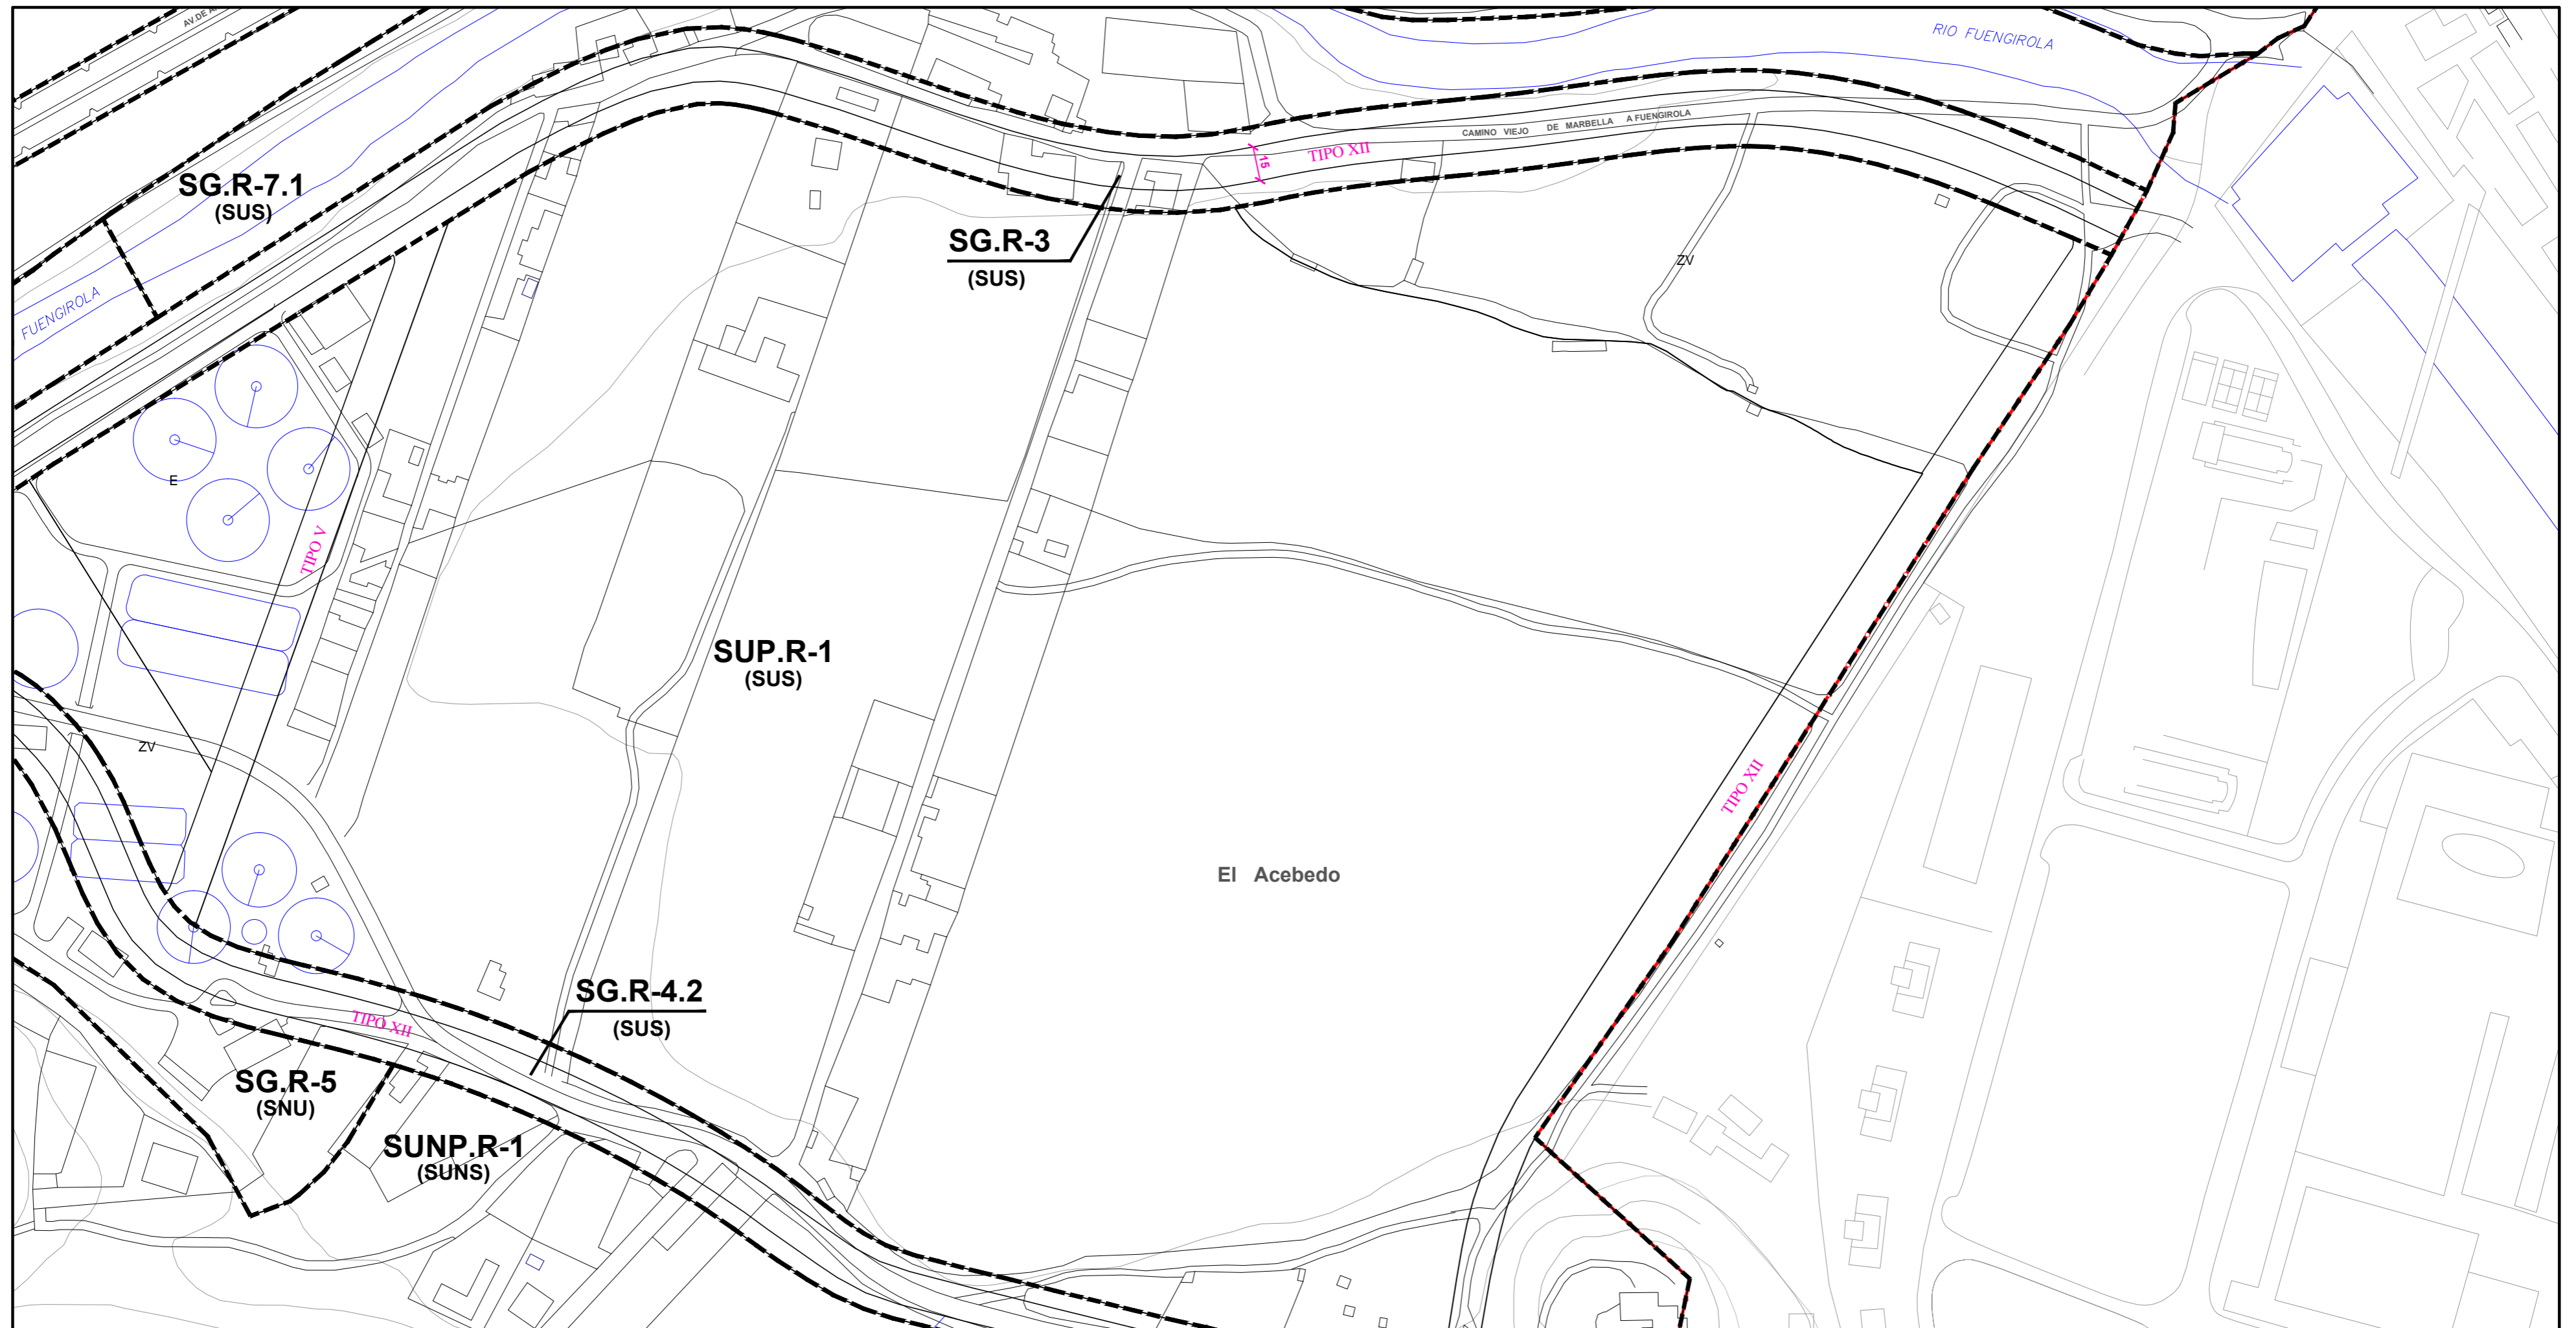 AV.DE
RIO FUENGIROLA
CAMINO VIEJO DE MARBELLA A FUENGIROLA
15
TIPO XII
SG.R-7.1
(SUS)
SG.R-3
(SUS)
ZV
FUENGIROLA
E
TIPO V
SUP.R-1
(SUS)
ZV
TIPO XII
El Acebedo
SG.R-4.2
(SUS)
TIPO XII
SG.R-5
(SNU)
SUNP.R-1
(SUNS)